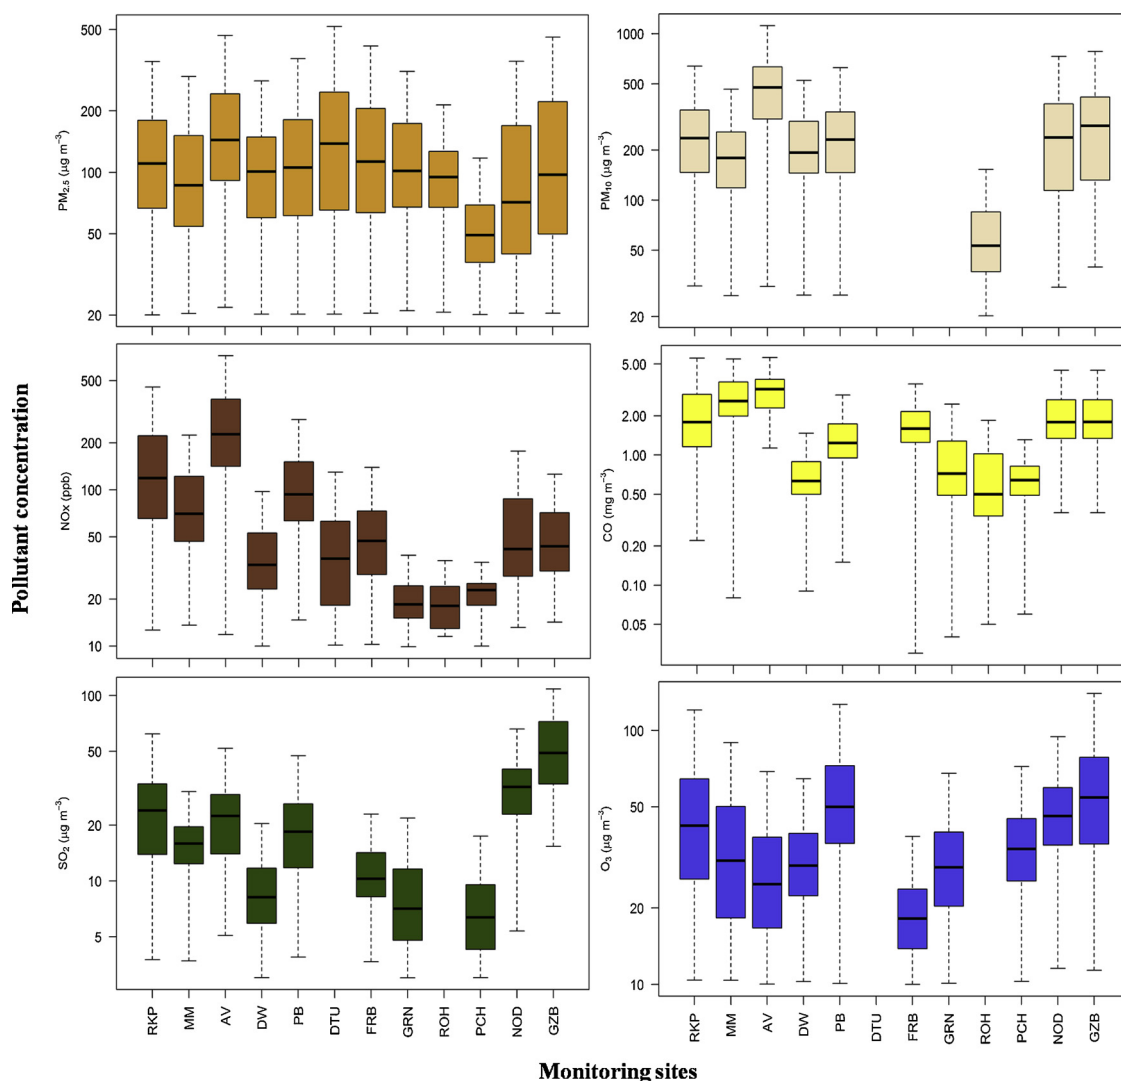 Pollutant concentration
PM2.5 (µg m−3)
500
200
100
50
20
PM10 (µg m−3)
1000
500
200
100
50
20
NOx (ppb)
500
200
100
50
20
10
CO (mg m−3)
5.00
2.00
1.00
0.50
0.20
0.10
0.05
SO2 (µg m−3)
100
50
20
10
5
RKP
MM
AV
DW
PB
DTU
FRB
GRN
ROH
PCH
NOD
GZB
O3 (µg m−3)
100
50
20
10
RKP
MM
AV
DW
PB
DTU
FRB
GRN
ROH
PCH
NOD
GZB
Monitoring sites